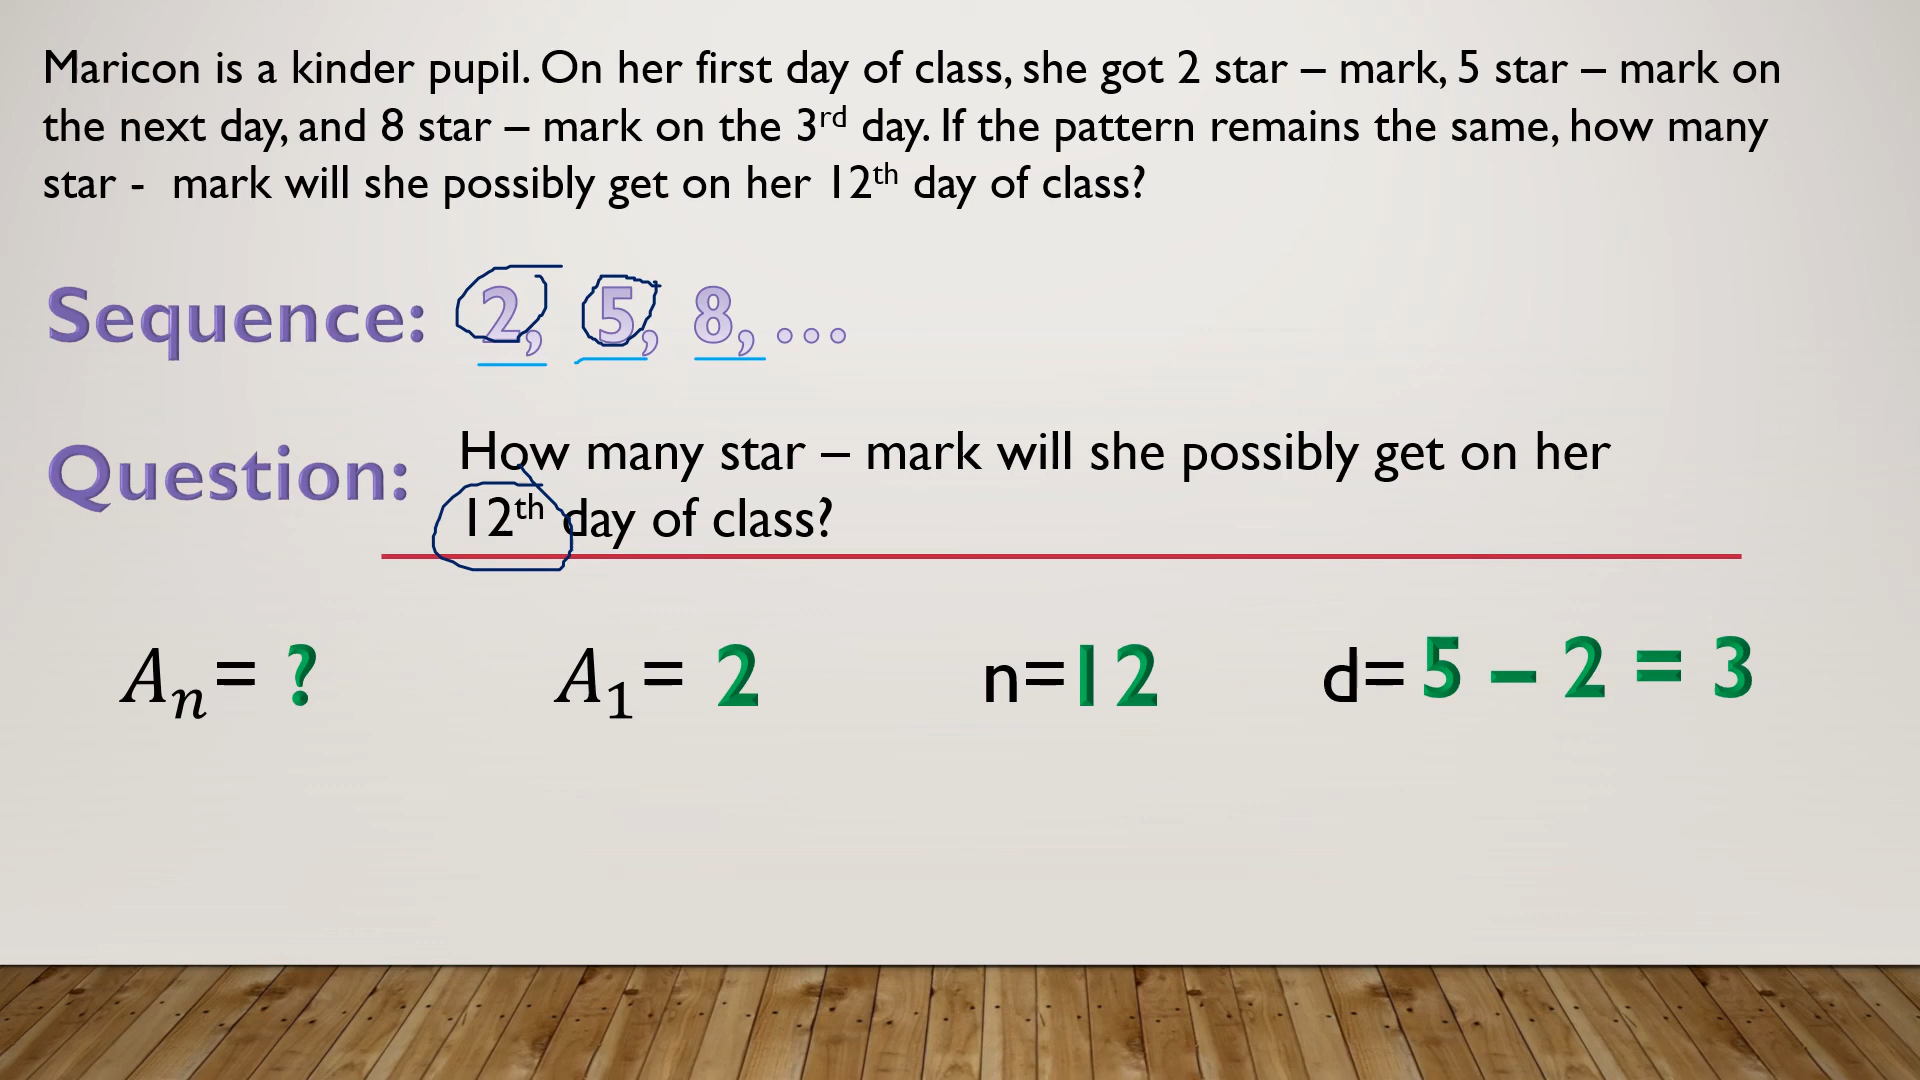 Maricon is a kinder pupil. On her first day of class, she got 2 star – mark, 5 star – mark on
the next day, and 8 star – mark on the 3rd day. If the pattern remains the same, how many
star - mark will she possibly get on her 12th day of class?
Sequence: 2, 5, 8, ...
Question: How many star – mark will she possibly get on her
12th day of class?
Aₙ= ? A₁= 2 n=12 d= 5 – 2 = 3